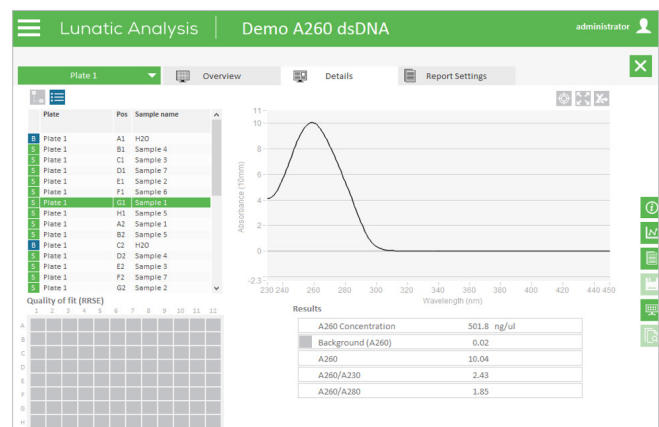 Lunatic Analysis Demo A260 dsDNA administrator
Plate 1 Overview Details Report Settings
Plate Pos Sample name
B Plate 1 A1 H2O
S Plate 1 B1 Sample 4
S Plate 1 C1 Sample 3
S Plate 1 D1 Sample 7
S Plate 1 E1 Sample 2
S Plate 1 F1 Sample 6
S Plate 1 G1 Sample 1
S Plate 1 H1 Sample 5
S Plate 1 A2 Sample 1
S Plate 1 B2 Sample 5
B Plate 1 C2 H2O
S Plate 1 D2 Sample 4
S Plate 1 E2 Sample 3
S Plate 1 F2 Sample 7
S Plate 1 G2 Sample 2
Quality of fit (RRSE)
1 2 3 4 5 6 7 8 9 10 11 12
A
B
C
D
E
F
G
H
11
10
8
6
4
2
0
-2.3
Absorbance (10mm)
230 240 260 280 300 320 340 360 380 400 420 440 450
Wavelength (nm)
Results
A260 Concentration 501.8 ng/ul
Background (A260) 0.02
A260 10.04
A260/A230 2.43
A260/A280 1.85